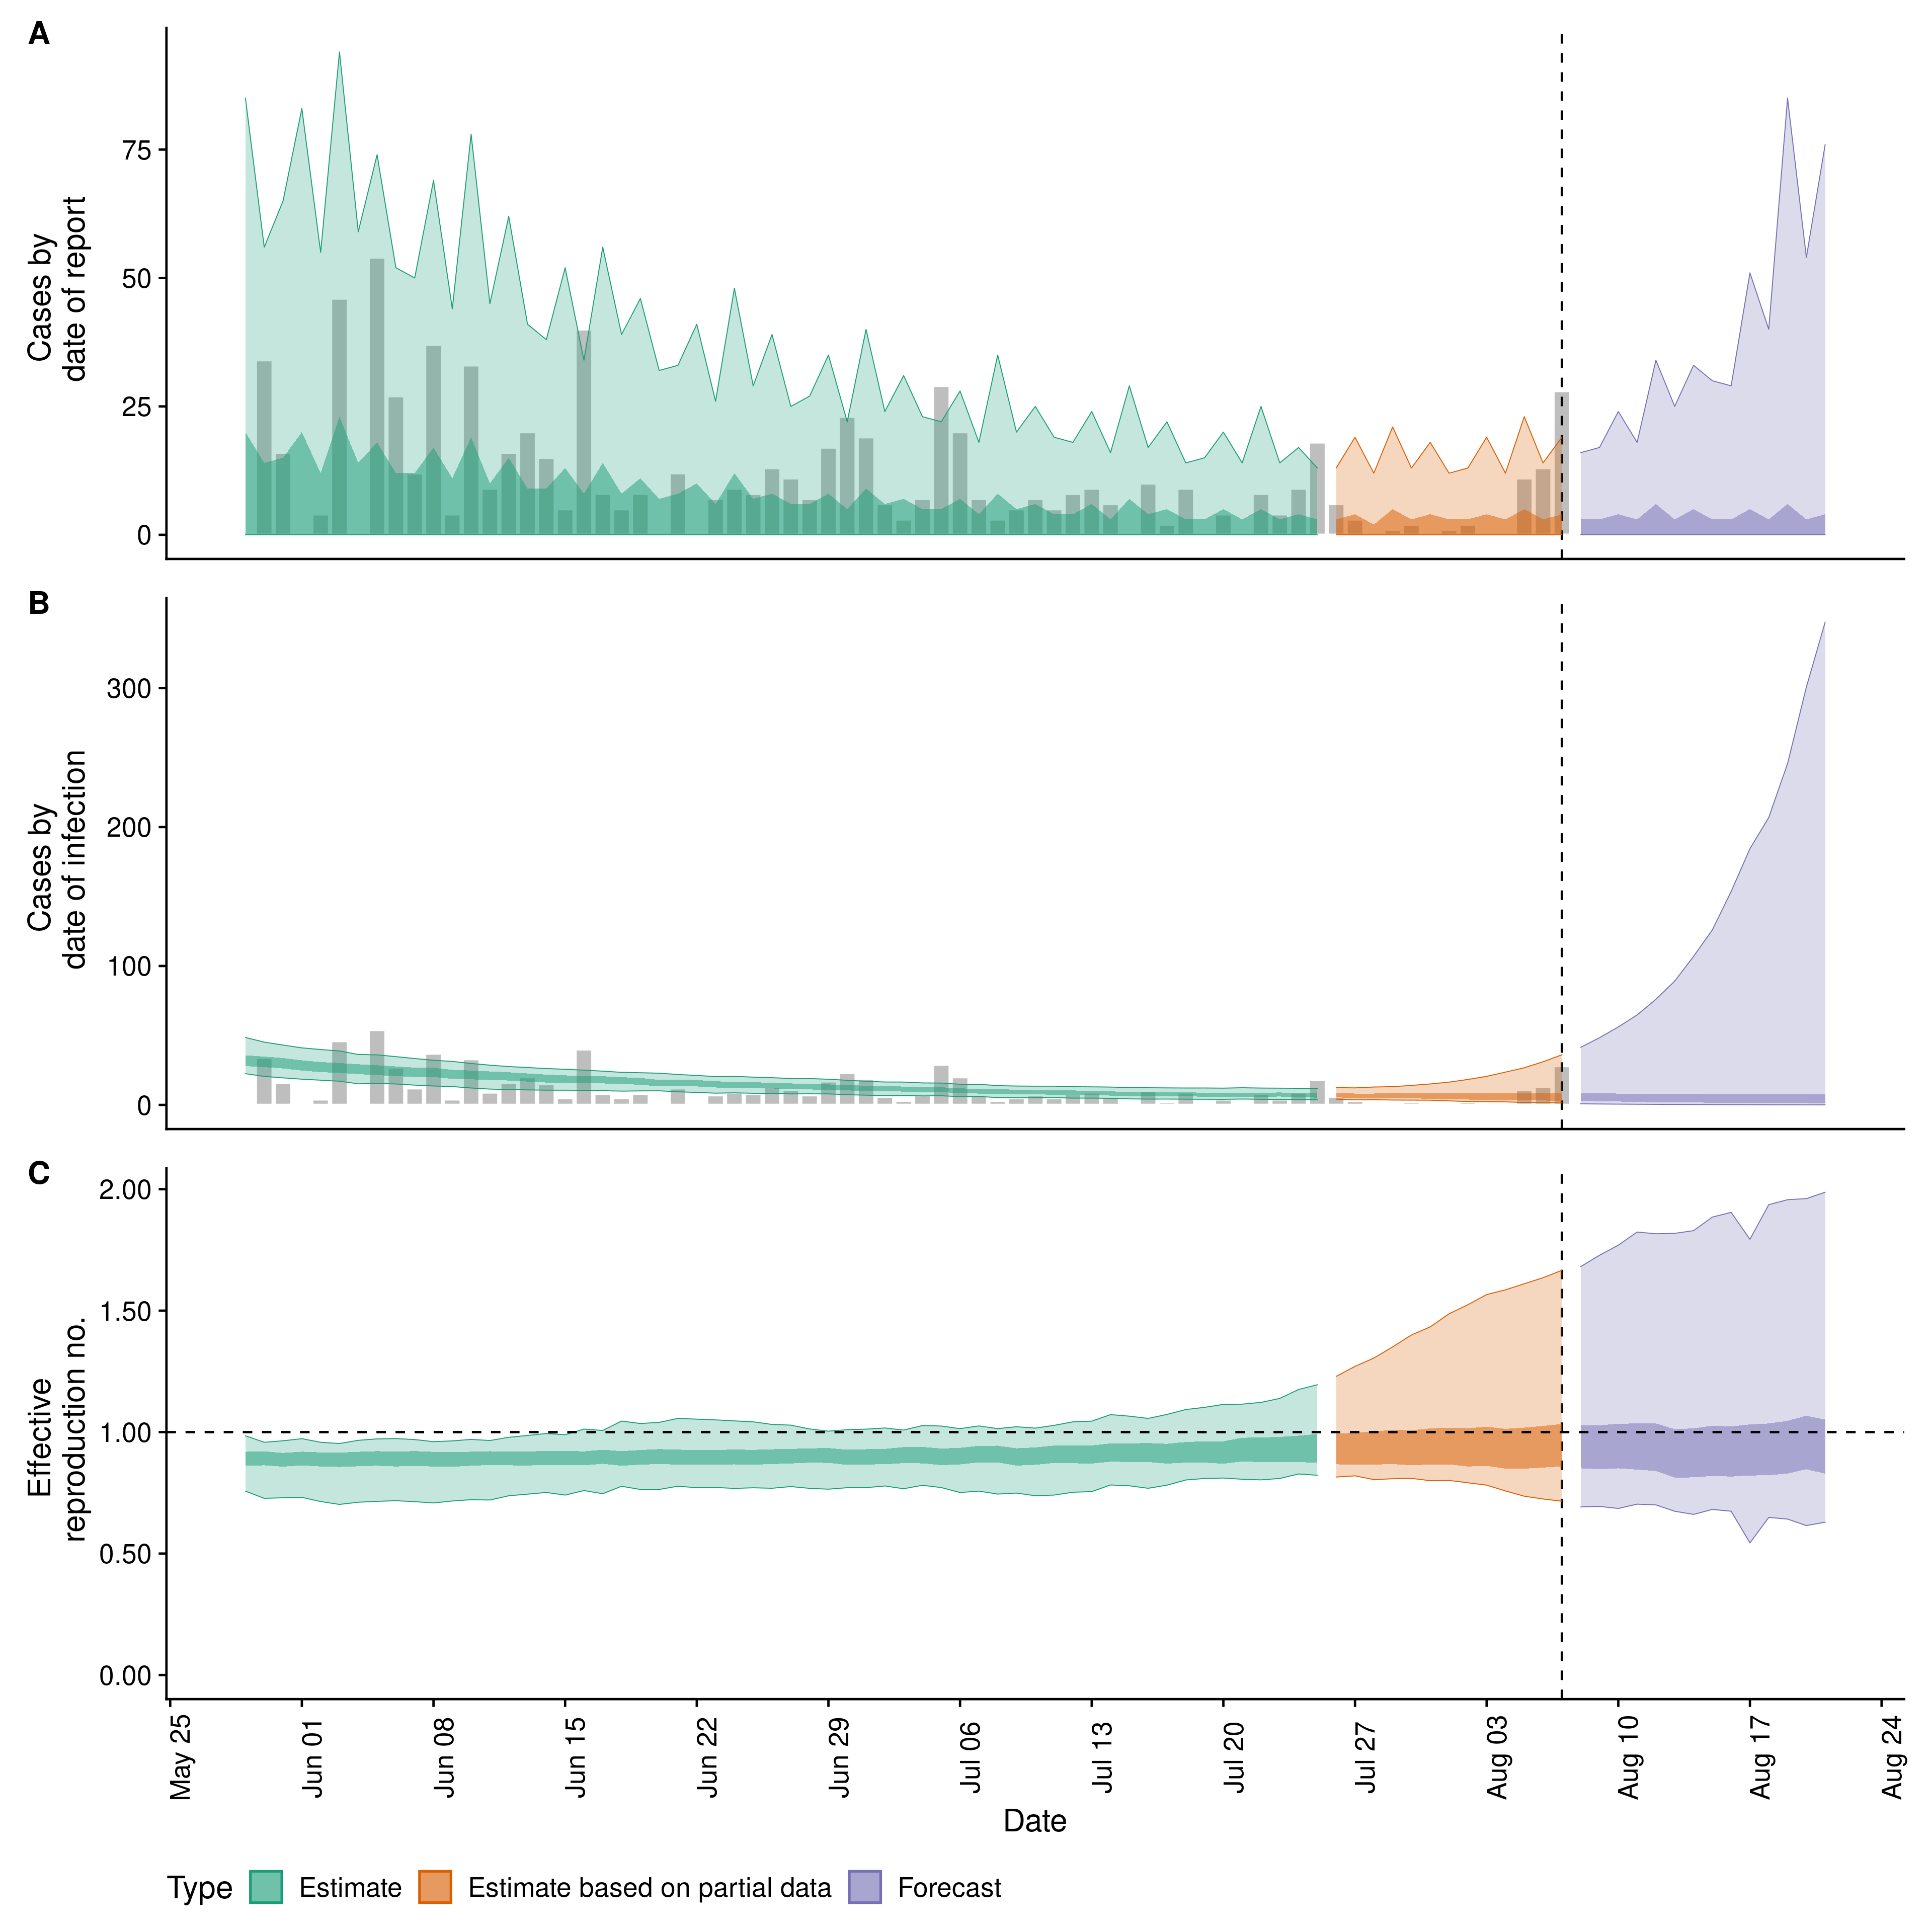 A
Cases by
date of report
75
50
25
0
B
Cases by
date of infection
300
200
100
0
C
Effective
reproduction no.
2.00
1.50
1.00
0.50
0.00
May 25
Jun 01
Jun 08
Jun 15
Jun 22
Jun 29
Jul 06
Jul 13
Jul 20
Jul 27
Aug 03
Aug 10
Aug 17
Aug 24
Date
Type Estimate Estimate based on partial data Forecast